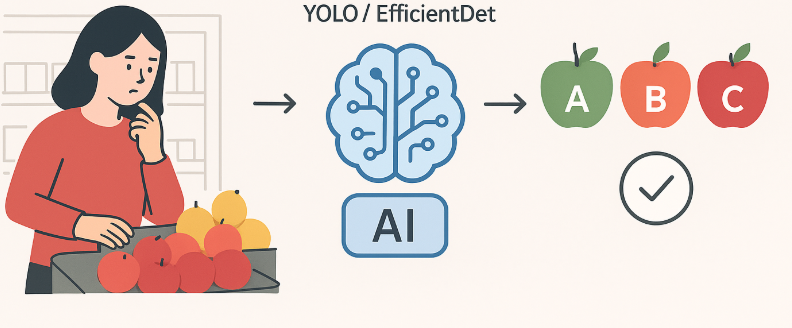 YOLO / EfficientDet
A B C
AI